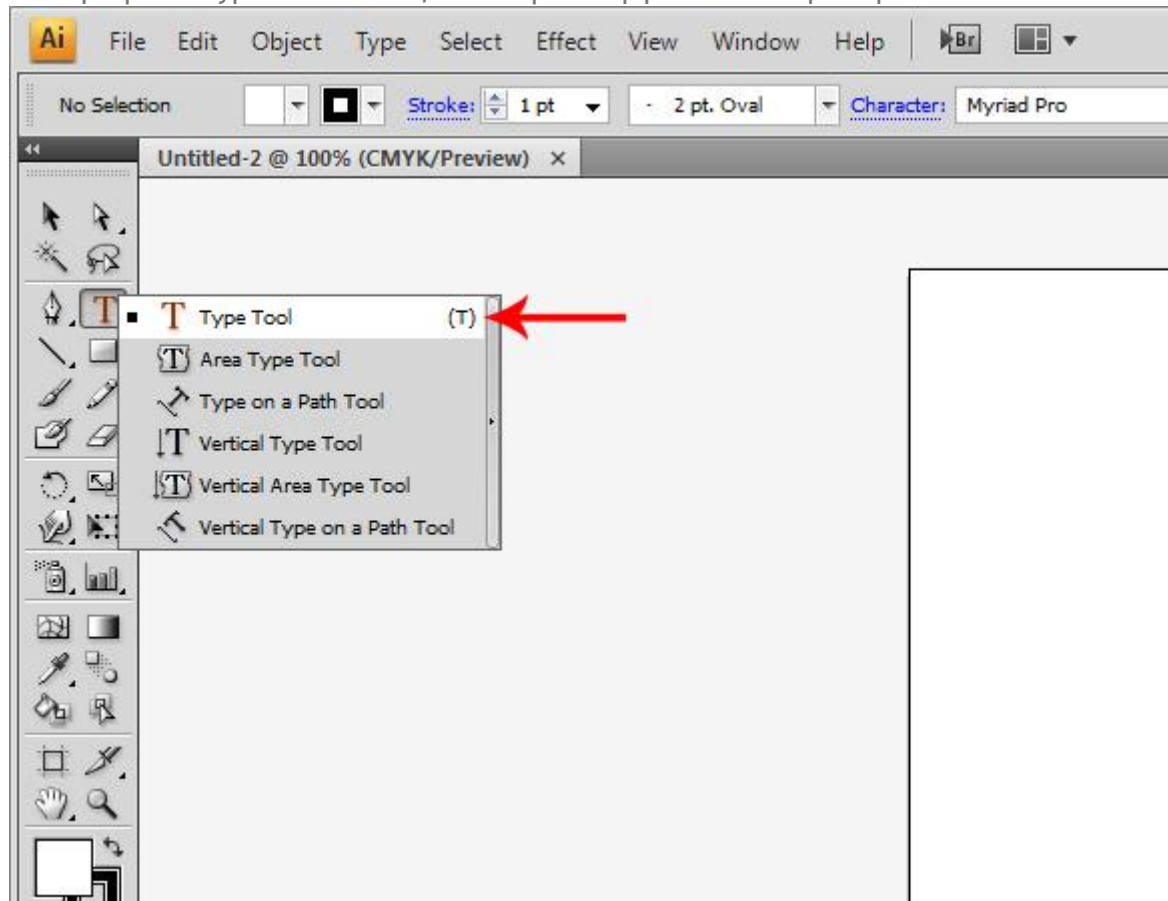 Ai File Edit Object Type Select Effect View Window Help Br
No Selection Stroke: 1 pt - 2 pt. Oval Character: Myriad Pro
Untitled-2 @ 100% (CMYK/Preview) ×
T Type Tool (T)
T Area Type Tool
Type on a Path Tool
T Vertical Type Tool
T Vertical Area Type Tool
Vertical Type on a Path Tool